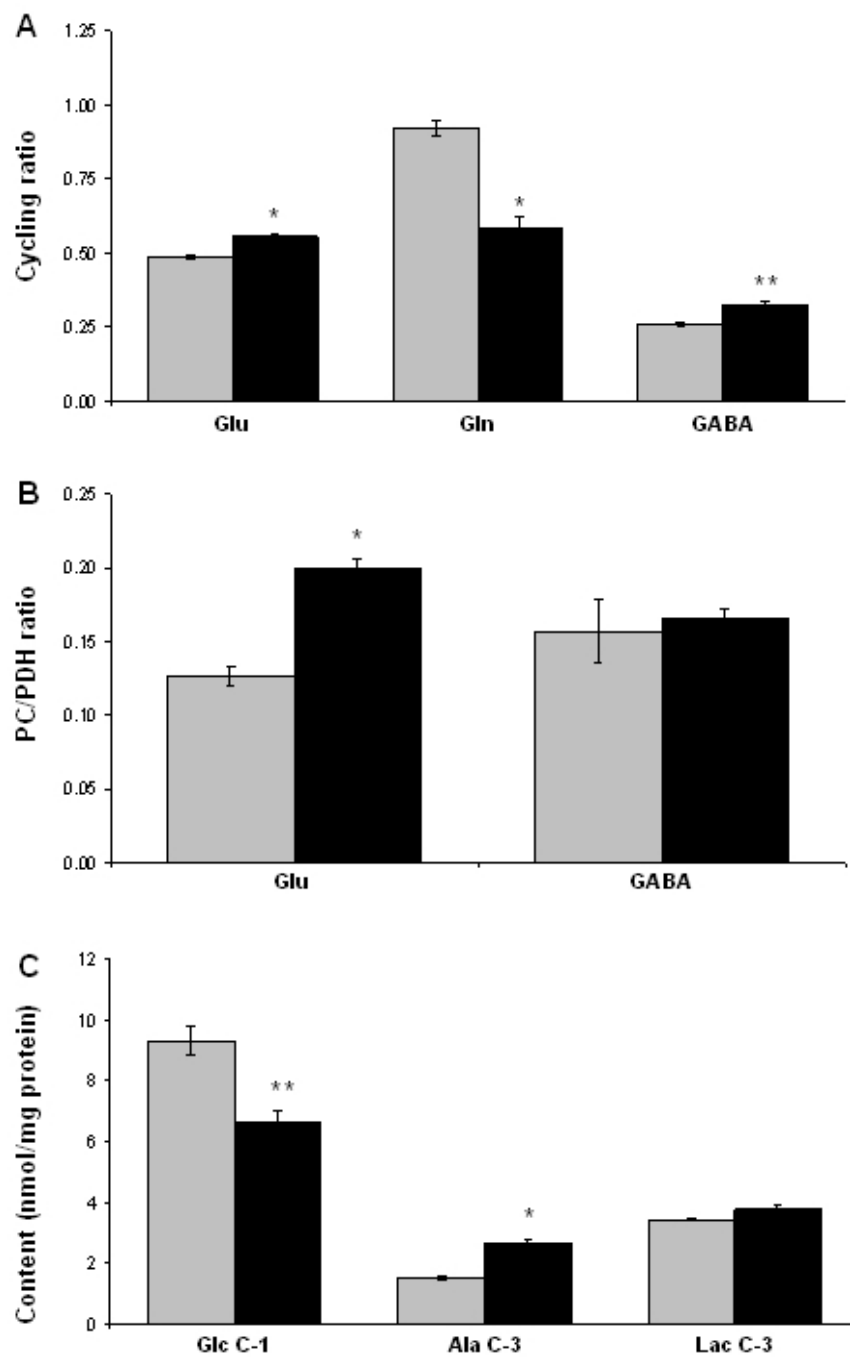 A
Cycling ratio
1.25
1.00
0.75
0.50
0.25
0.00
*
*
**
Glu Gln GABA
B
PC/PDH ratio
0.25
0.20
0.15
0.10
0.05
0.00
*
Glu GABA
C
Content (nmol/mg protein)
12
10
8
6
4
2
0
**
*
Glc C-1 Ala C-3 Lac C-3